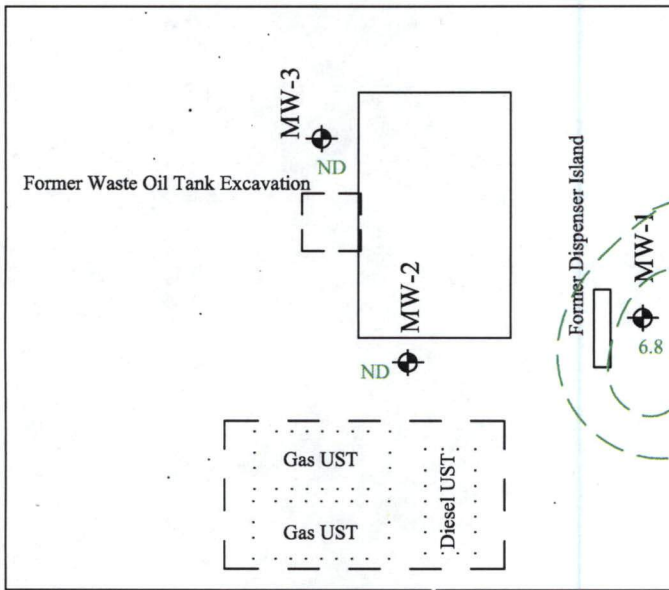 MW-3
ND
Former Waste Oil Tank Excavation
Former Dispenser Island
MW-1
6.8
MW-2
ND
Gas UST
Gas UST
Diesel UST